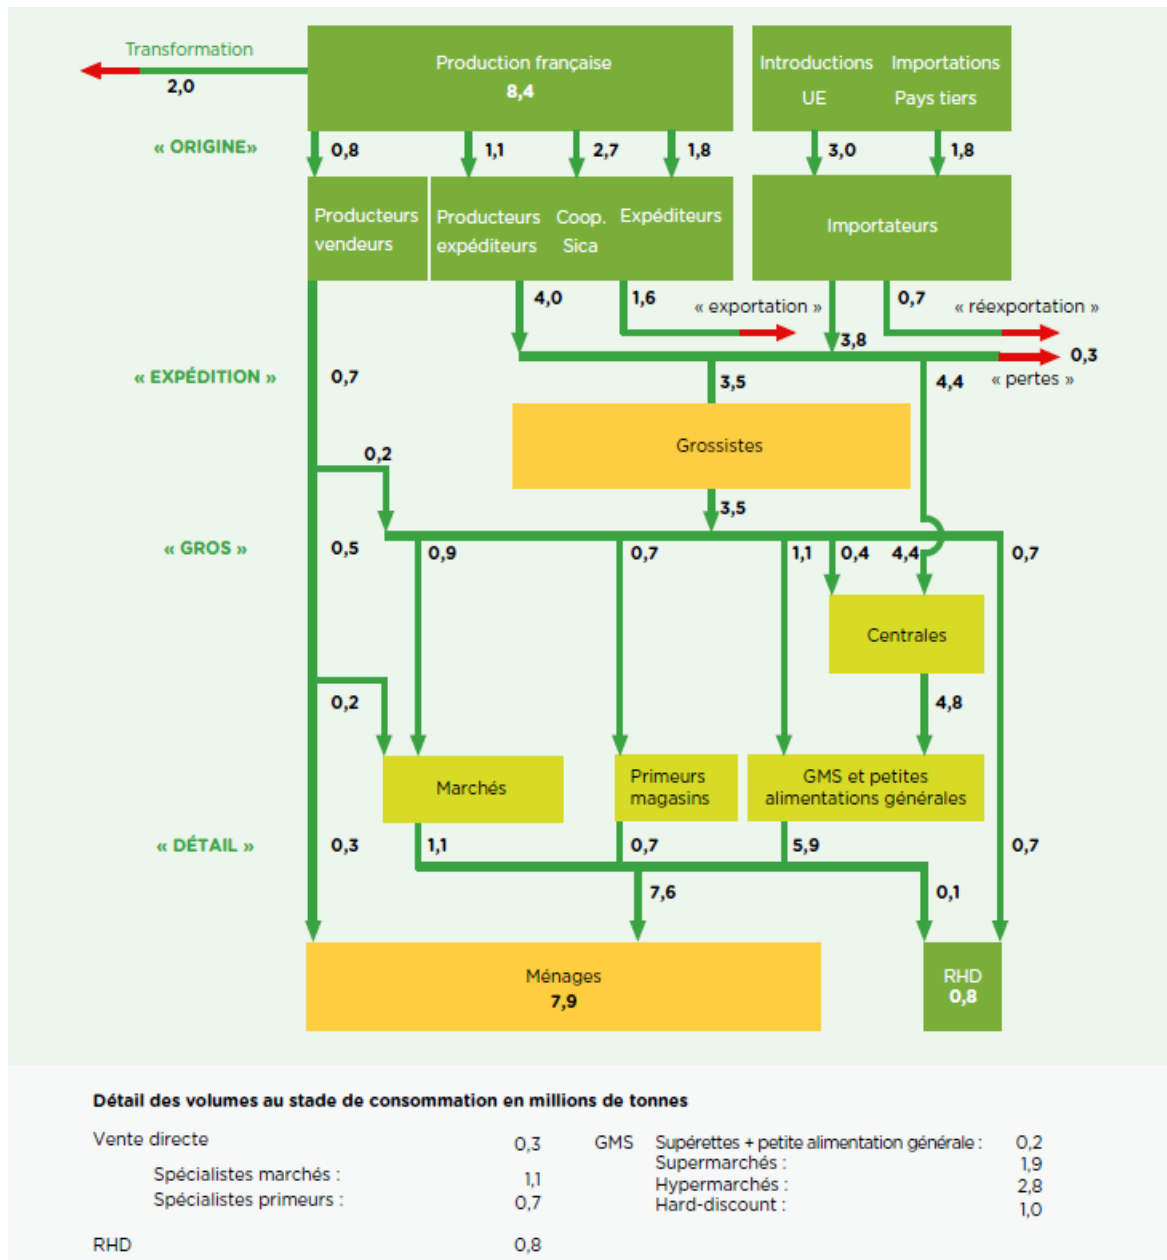 Transformation
2,0
Production française
8,4
Introductions Importations
UE Pays tiers
« ORIGINE»
0,8 1,1 2,7 1,8 3,0 1,8
Producteurs
vendeurs
Producteurs Coop. Expéditeurs
expéditeurs Sica
Importateurs
4,0 1,6 « exportation » 0,7 « réexportation »
3,8 0,3
« EXPÉDITION » 0,7 3,5 4,4 « pertes »
Grossistes
0,2
3,5
« GROS » 0,5 0,9 0,7 1,1 0,4 4,4 0,7
Centrales
0,2 4,8
Marchés
Primeurs
magasins
GMS et petites
alimentations générales
« DÉTAIL » 0,3 1,1 0,7 5,9 0,7
7,6 0,1
Ménages
7,9
RHD
0,8
Détail des volumes au stade de consommation en millions de tonnes
Vente directe 0,3
Spécialistes marchés : 1,1
Spécialistes primeurs : 0,7
RHD 0,8
GMS Supérettes + petite alimentation générale : 0,2
Supermarchés : 1,9
Hypermarchés : 2,8
Hard-discount : 1,0